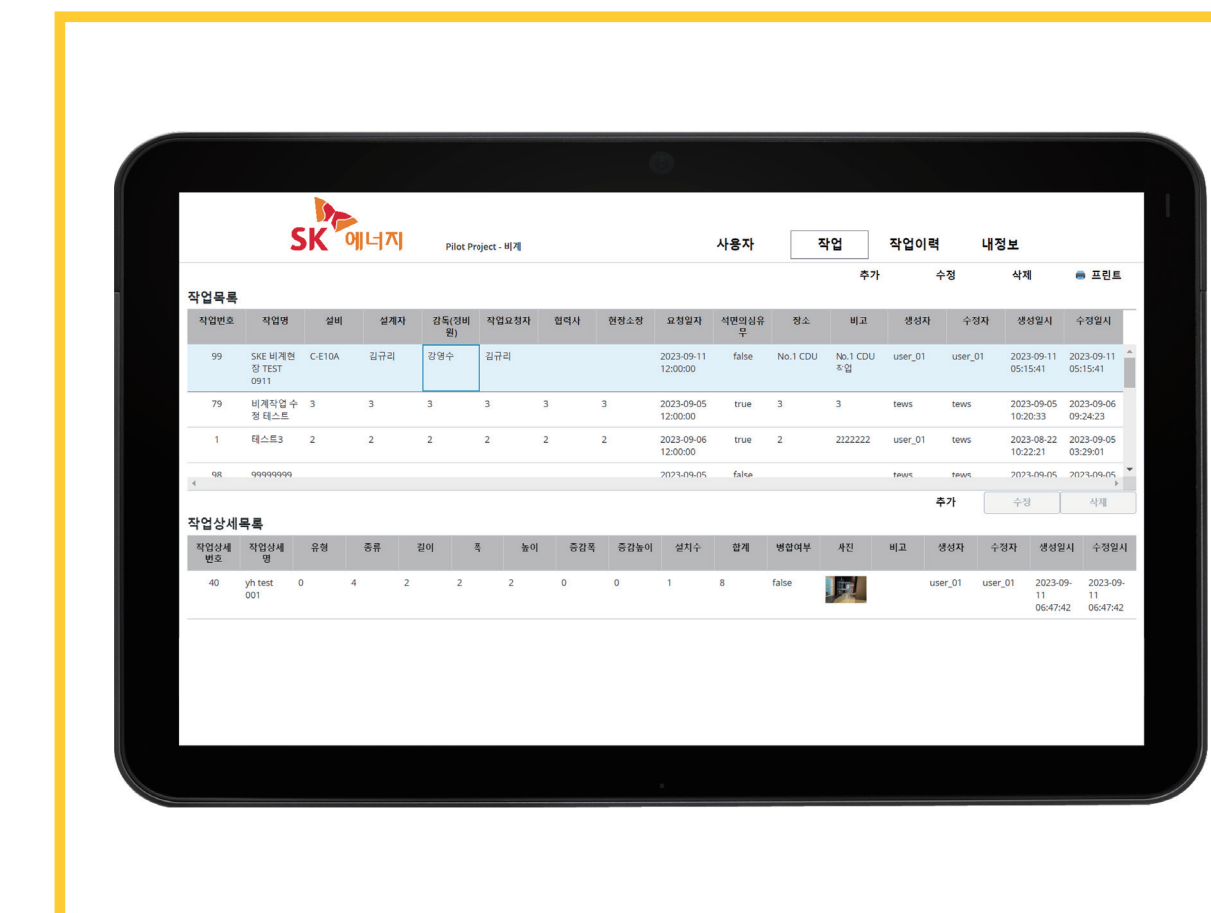 SK 에너지
Pilot Project - 비계
사용자 작업 작업이력 내정보
추가 수정 삭제 프린트
작업목록
작업번호 작업명 설비 설계자 감독(정비 작업요청자 협력사 현장소장 요청일자 석면의심유 장소 비고 생성자 수정자 생성일시 수정일시
원) 무
99 SKE 비계현 C-E10A 김규리 강영수 김규리 2023-09-11 false No.1 CDU No.1 CDU user_01 user_01 2023-09-11 2023-09-11
장 TEST 12:00:00 작업 05:15:41 05:15:41
0911
79 비계작업 수 3 3 3 3 3 3 2023-09-05 true 3 3 tews tews 2023-09-05 2023-09-06
정 테스트 12:00:00 10:20:33 09:24:23
1 테스트3 2 2 2 2 2 2 2023-09-06 true 2 2222222 user_01 tews 2023-08-22 2023-09-05
12:00:00 10:22:21 03:29:01
98 99999999 2023-09-05 false tews tews 2023-09-05 2023-09-05
추가 수정 삭제
작업상세목록
작업상세 작업상세 유형 종류 길이 폭 높이 증감폭 증감높이 설치수 합계 병합여부 사진 비고 생성자 수정자 생성일시 수정일시
번호 명
40 yh test 0 4 2 2 2 0 0 1 8 false user_01 user_01 2023-09- 2023-09-
001 11 11
06:47:42 06:47:42